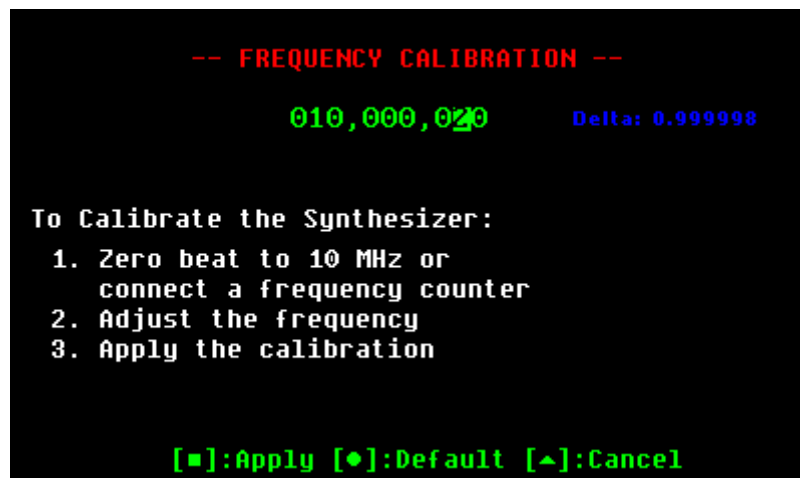 -- FREQUENCY CALIBRATION --
010,000,020 Delta: 0.999998
To Calibrate the Synthesizer:
1. Zero beat to 10 MHz or
connect a frequency counter
2. Adjust the frequency
3. Apply the calibration
[■]:Apply [●]:Default [▲]:Cancel